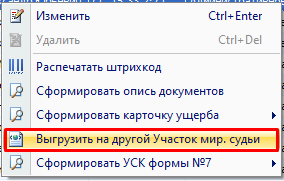 Изменить Ctrl+Enter
Удалить Ctrl+Del
Распечатать штрихкод
Сформировать опись документов
Сформировать карточку ущерба
Выгрузить на другой Участок мир. судьи
Сформировать УСК формы №7